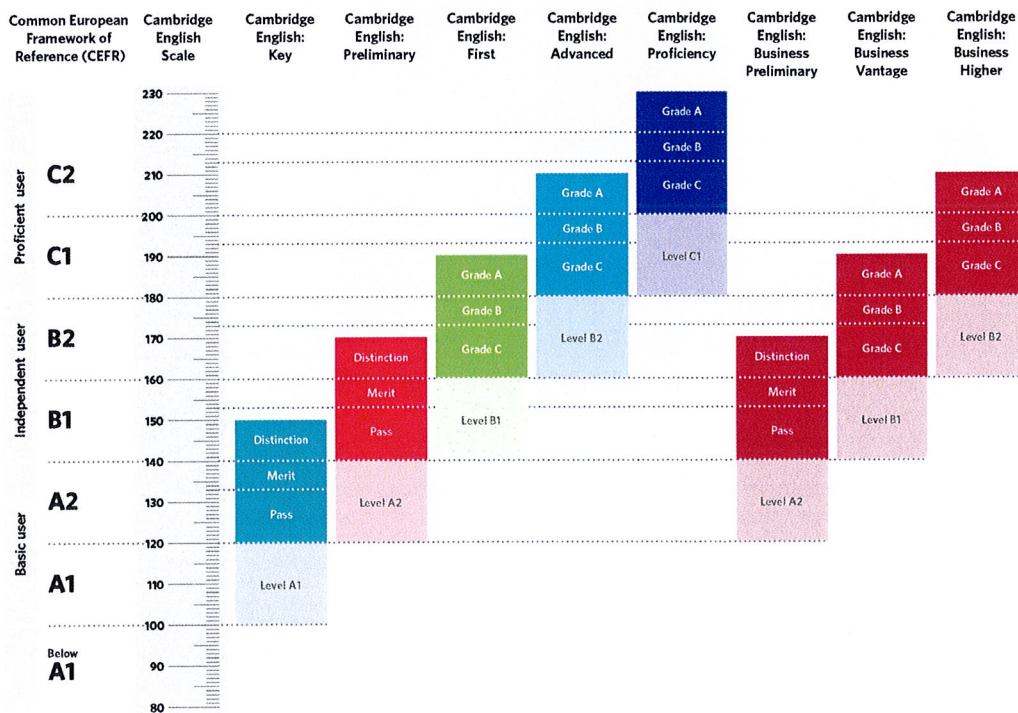 Common European
Framework of
Reference (CEFR)
Cambridge
English
Scale
Cambridge
English:
Key
Cambridge
English:
Preliminary
Cambridge
English:
First
Cambridge
English:
Advanced
Cambridge
English:
Proficiency
Cambridge
English:
Business
Preliminary
Cambridge
English:
Business
Vantage
Cambridge
English:
Business
Higher
Proficient user
Independent user
Basic user
C2
C1
B2
B1
A2
A1
Below
A1
230
220
210
200
190
180
170
160
150
140
130
120
110
100
90
80
Distinction
Merit
Pass
Level A1
Distinction
Merit
Pass
Level A2
Grade A
Grade B
Grade C
Level B1
Grade A
Grade B
Grade C
Level B2
Grade A
Grade B
Grade C
Level C1
Distinction
Merit
Pass
Level A2
Grade A
Grade B
Grade C
Level B1
Grade A
Grade B
Grade C
Level B2